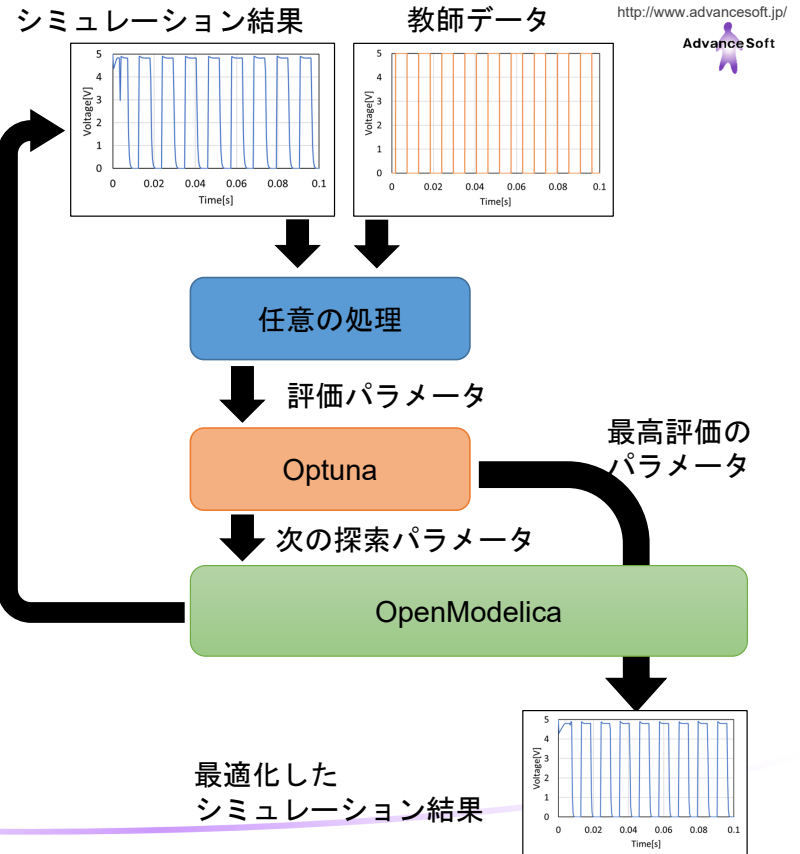 シミュレーション結果
教師データ
http://www.advancesoft.jp/
AdvanceSoft
5
4
3
2
1
0
Voltage[V]
0 0.02 0.04 0.06 0.08 0.1
Time[s]
5
4
3
2
1
0
Voltage[V]
0 0.02 0.04 0.06 0.08 0.1
Time[s]
任意の処理
評価パラメータ
最高評価の
パラメータ
Optuna
次の探索パラメータ
OpenModelica
最適化した
シミュレーション結果
5
4
3
2
1
0
Voltage[V]
0 0.02 0.04 0.06 0.08 0.1
Time[s]